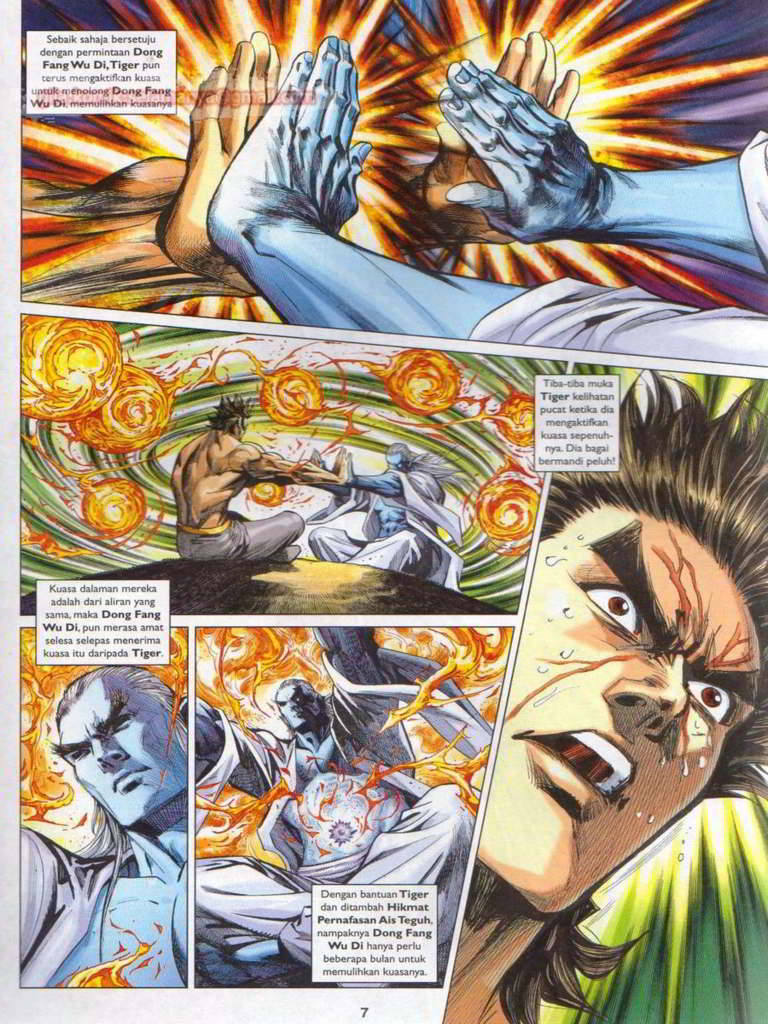 Sebaik sahaja bersetuju
dengan permintaan Dong
Fang Wu Di, Tiger pun
terus mengaktifkan kuasa
untuk menolong Dong Fang
Wu Di, memulihkan kuasanya
Tiba-tiba muka
Tiger kelihatan
pucat ketika dia
mengaktifkan
kuasa sepenuh-
nya. Dia bagai
bermandi peluh!
Kuasa dalaman mereka
adalah dari aliran yang
sama, maka Dong Fang
Wu Di, pun merasa amat
selesa selepas menerima
kuasa itu daripada Tiger.
Dengan bantuan Tiger
dan ditambah Hikmat
Pernafasan Ais Teguh,
nampaknya Dong Fang
Wu Di hanya perlu
beberapa bulan untuk
memulihkan kuasanya.
7